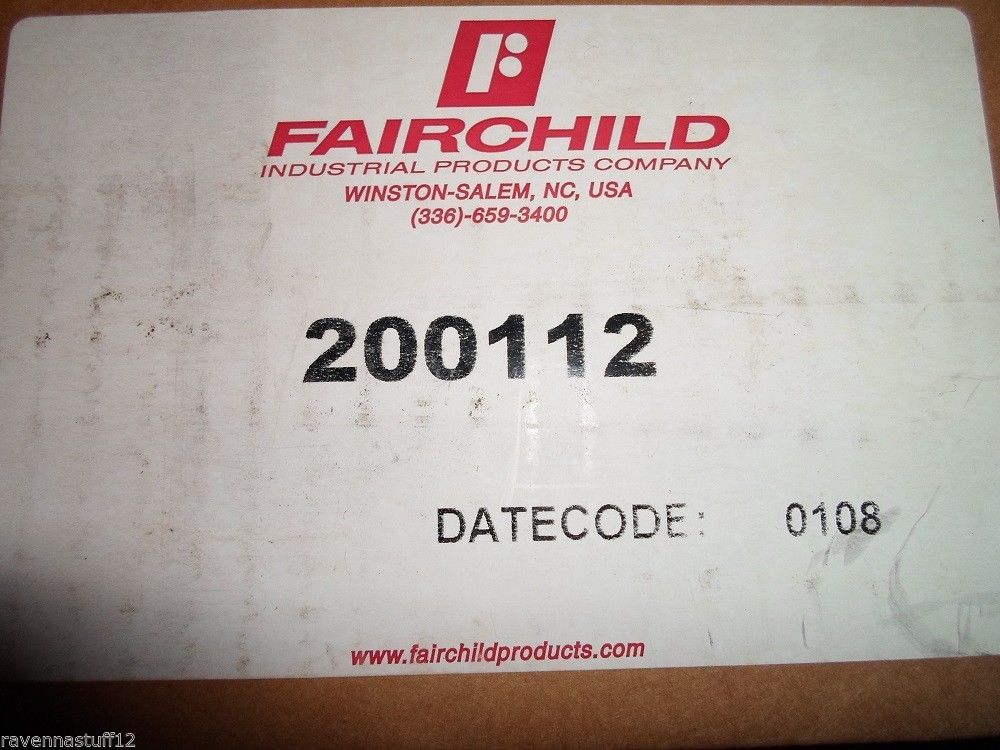 FAIRCHILD
INDUSTRIAL PRODUCTS COMPANY
WINSTON-SALEM, NC, USA
(336)-659-3400
200112
DATECODE: 0108
www.fairchildproducts.com
ravennastuff12